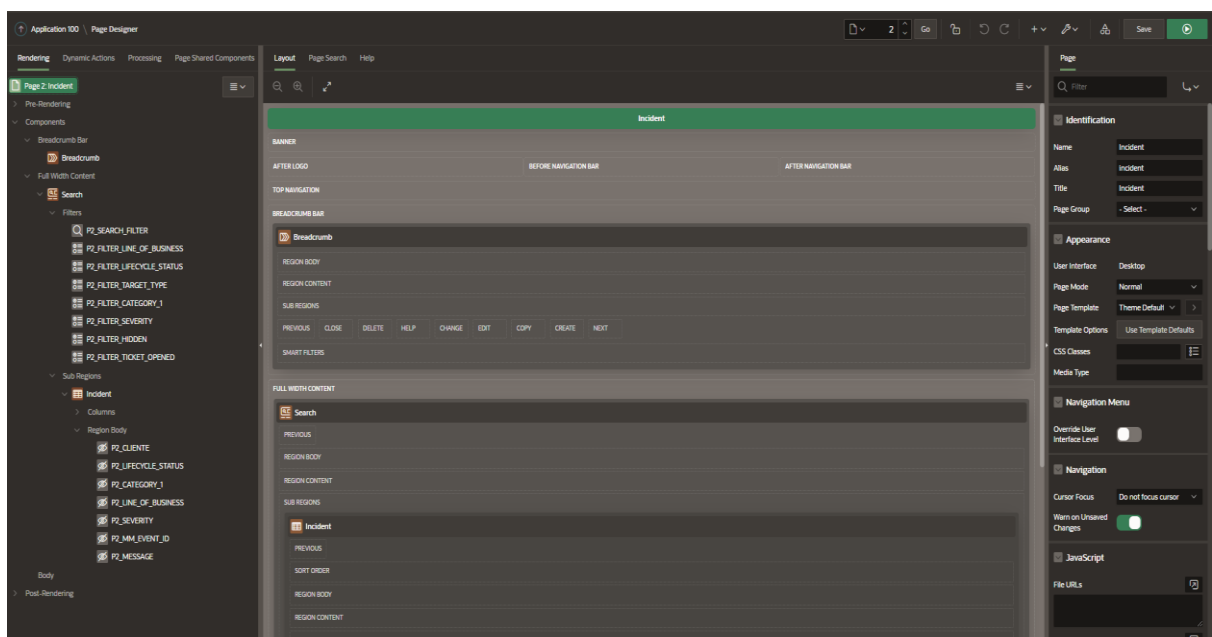 Application 100 \ Page Designer
2 Go Save
Rendering Dynamic Actions Processing Page Shared Components
Page 2: Incident
Pre-Rendering
Components
Breadcrumb Bar
Breadcrumb
Full Width Content
Search
Filters
P2_SEARCH_FILTER
P2_FILTER_LINE_OF_BUSINESS
P2_FILTER_LIFECYCLE_STATUS
P2_FILTER_TARGET_TYPE
P2_FILTER_CATEGORY_1
P2_FILTER_SEVERITY
P2_FILTER_HIDDEN
P2_FILTER_TICKET_OPENED
Sub Regions
Incident
Columns
Region Body
P2_CLIENTE
P2_LIFECYCLE_STATUS
P2_CATEGORY_1
P2_LINE_OF_BUSINESS
P2_SEVERITY
P2_MM_EVENT_ID
P2_MESSAGE
Body
Post-Rendering
Layout Page Search Help
Incident
BANNER
AFTER LOGO BEFORE NAVIGATION BAR AFTER NAVIGATION BAR
TOP NAVIGATION
BREADCRUMB BAR
Breadcrumb
REGION BODY
REGION CONTENT
SUB REGIONS
PREVIOUS CLOSE DELETE HELP CHANGE EDIT COPY CREATE NEXT
SMART FILTERS
FULL WIDTH CONTENT
Search
PREVIOUS
REGION BODY
REGION CONTENT
SUB REGIONS
Incident
PREVIOUS
SORT ORDER
REGION BODY
REGION CONTENT
Page
Filter
Identification
Name Incident
Alias incident
Title Incident
Page Group - Select -
Appearance
User Interface Desktop
Page Mode Normal
Page Template Theme Default
Template Options Use Template Defaults
CSS Classes
Media Type
Navigation Menu
Override User
Interface Level
Navigation
Cursor Focus Do not focus cursor
Warn on Unsaved
Changes
JavaScript
File URLs